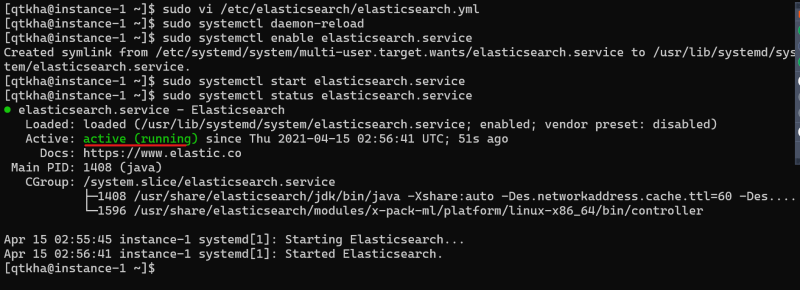 [qtkha@instance-1 ~]$ sudo vi /etc/elasticsearch/elasticsearch.yml
[qtkha@instance-1 ~]$ sudo systemctl daemon-reload
[qtkha@instance-1 ~]$ sudo systemctl enable elasticsearch.service
Created symlink from /etc/systemd/system/multi-user.target.wants/elasticsearch.service to /usr/lib/systemd/sys
tem/elasticsearch.service.
[qtkha@instance-1 ~]$ sudo systemctl start elasticsearch.service
[qtkha@instance-1 ~]$ sudo systemctl status elasticsearch.service
● elasticsearch.service - Elasticsearch
Loaded: loaded (/usr/lib/systemd/system/elasticsearch.service; enabled; vendor preset: disabled)
Active: active (running) since Thu 2021-04-15 02:56:41 UTC; 51s ago
Docs: https://www.elastic.co
Main PID: 1408 (java)
CGroup: /system.slice/elasticsearch.service
├─1408 /usr/share/elasticsearch/jdk/bin/java -Xshare:auto -Des.networkaddress.cache.ttl=60 -Des....
└─1596 /usr/share/elasticsearch/modules/x-pack-ml/platform/linux-x86_64/bin/controller
Apr 15 02:55:45 instance-1 systemd[1]: Starting Elasticsearch...
Apr 15 02:56:41 instance-1 systemd[1]: Started Elasticsearch.
[qtkha@instance-1 ~]$